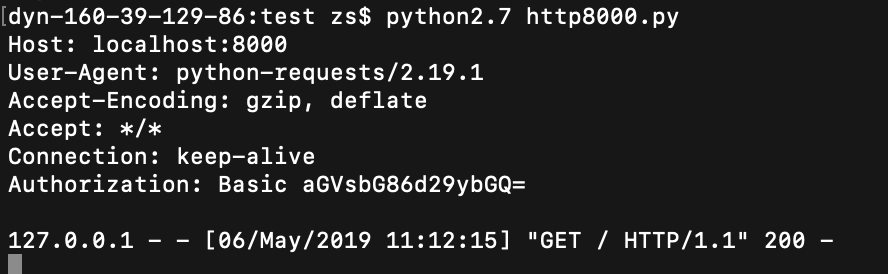 [dyn-160-39-129-86:test zs$ python2.7 http8000.py
Host: localhost:8000
User-Agent: python-requests/2.19.1
Accept-Encoding: gzip, deflate
Accept: */*
Connection: keep-alive
Authorization: Basic aGVsbG86d29ybGQ=
127.0.0.1 - - [06/May/2019 11:12:15] "GET / HTTP/1.1" 200 -